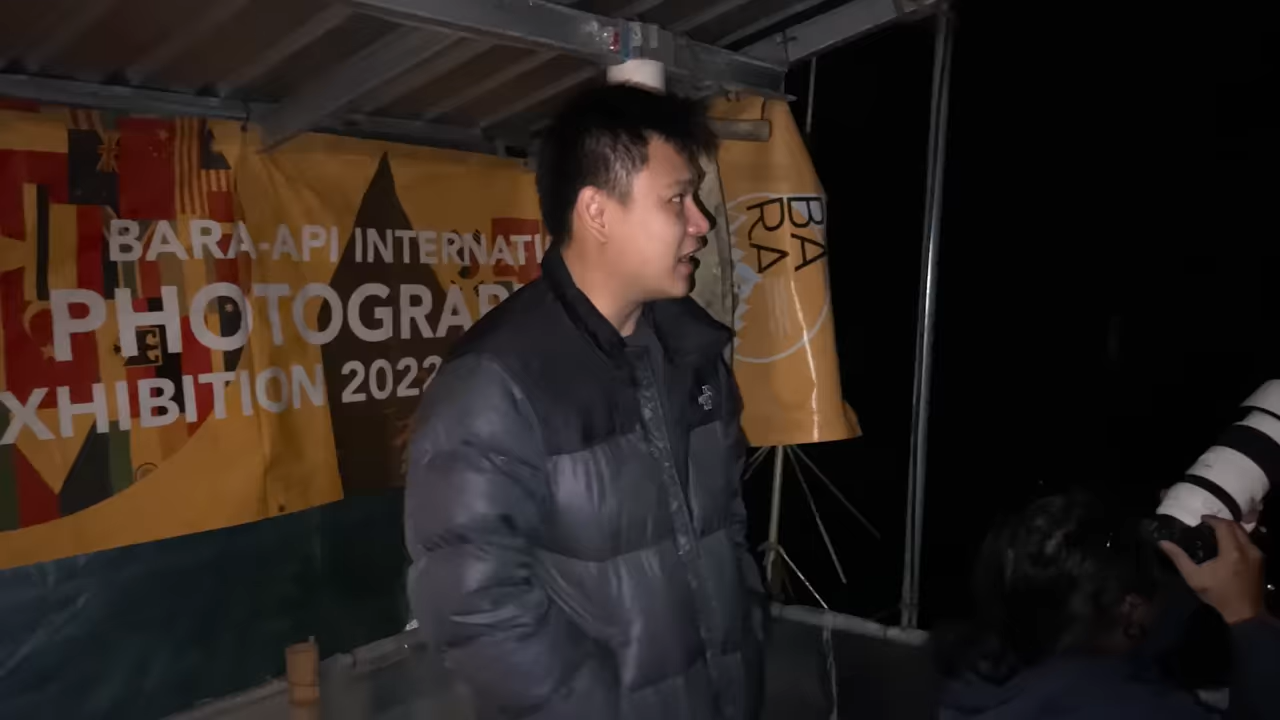 BARA-API INTERNATI
PHOTOGRAP
XHIBITION 2022
BA
RA